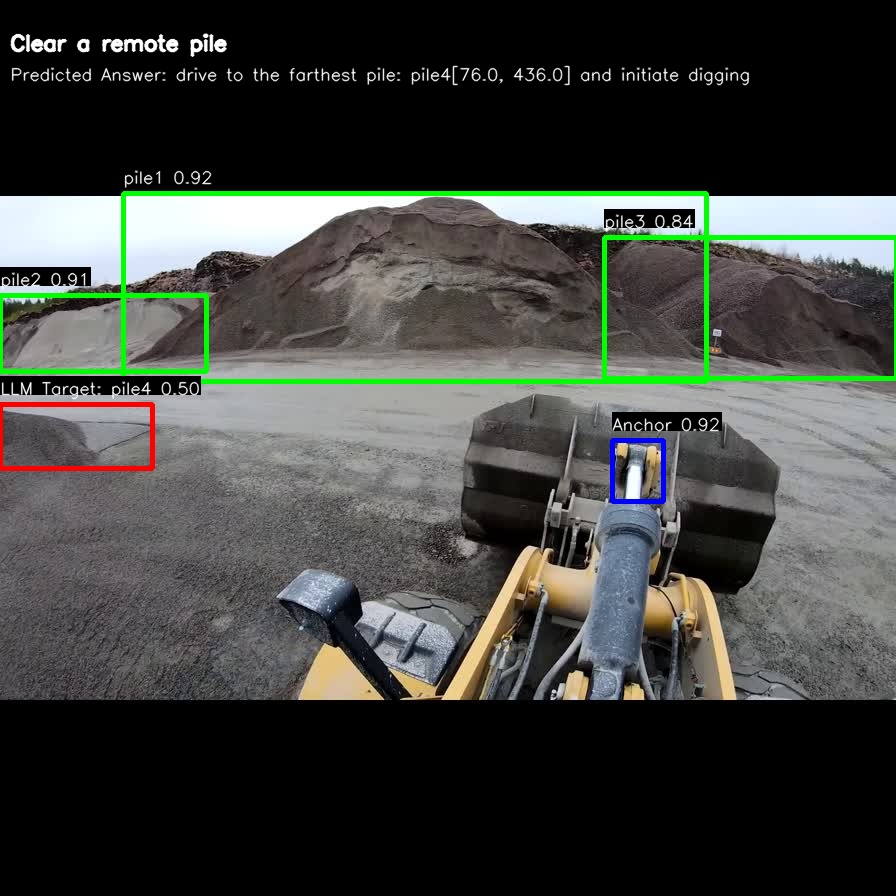 Clear a remote pile
Predicted Answer: drive to the farthest pile: pile4[76.0, 436.0] and initiate digging
pile1 0.92
pile3 0.84
pile2 0.91
LLM Target: pile4 0.50
Anchor 0.92